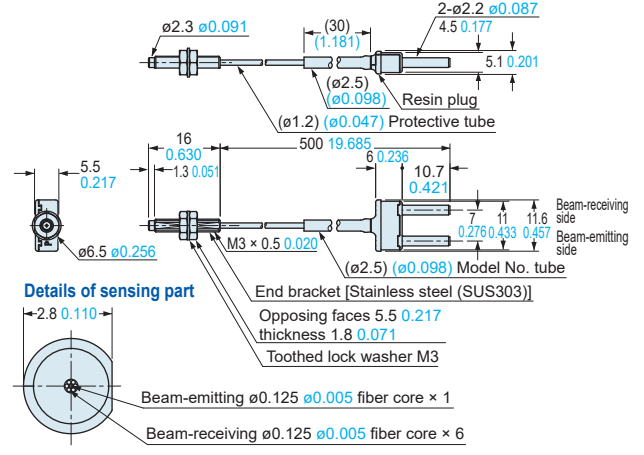 ø2.3 ø0.091
(30)
(1.181)
2-ø2.2 ø0.087
4.5 0.177
5.1 0.201
(ø2.5)
(ø0.098)
Resin plug
(ø1.2) (ø0.047) Protective tube
16
0.630
500 19.685
1.3 0.051
6 0.236
10.7
0.421
5.5
0.217
7
0.276
11
0.433
11.6
0.457
Beam-receiving
side
Beam-emitting
side
ø6.5 ø0.256
M3 × 0.5 0.020
(ø2.5) (ø0.098) Model No. tube
End bracket [Stainless steel (SUS303)]
Opposing faces 5.5 0.217
thickness 1.8 0.071
Toothed lock washer M3
Details of sensing part
2.8 0.110
Beam-emitting ø0.125 ø0.005 fiber core × 1
Beam-receiving ø0.125 ø0.005 fiber core × 6